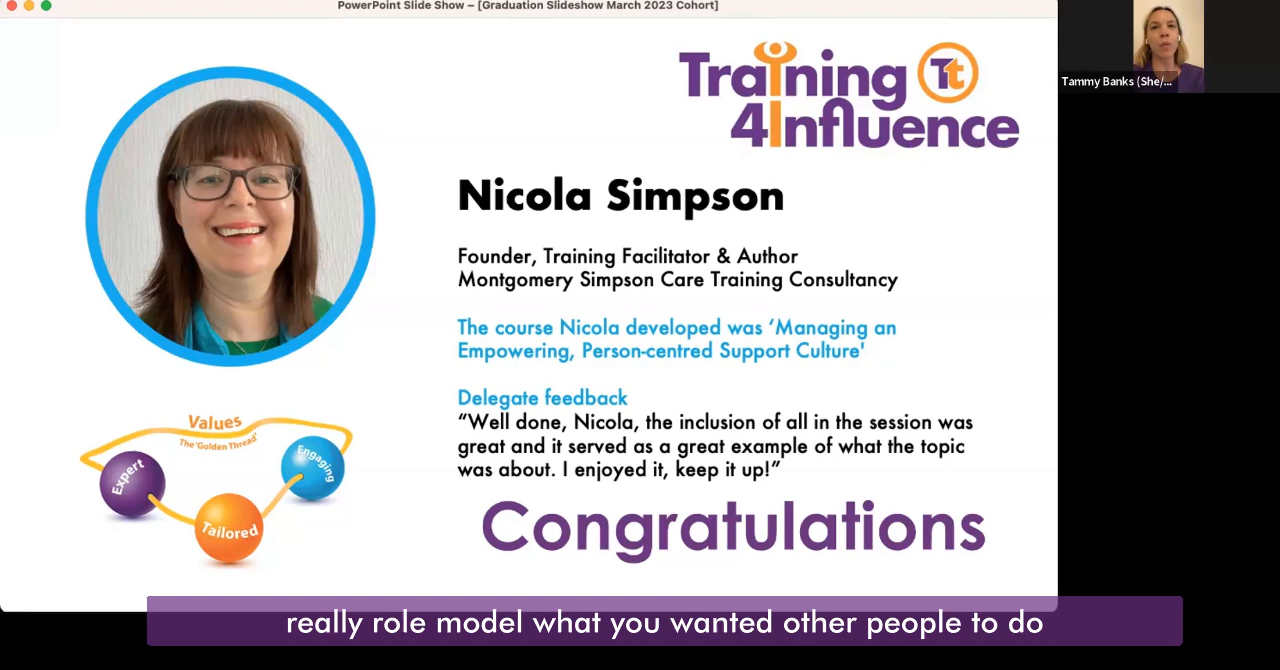 PowerPoint Slide Show – [Graduation Slideshow March 2023 Cohort]
Tammy Banks (She/...
Training Tt
4Influence
Nicola Simpson
Founder, Training Facilitator & Author
Montgomery Simpson Care Training Consultancy
The course Nicola developed was ‘Managing an
Empowering, Person-centred Support Culture'
Delegate feedback
“Well done, Nicola, the inclusion of all in the session was
great and it served as a great example of what the topic
was about. I enjoyed it, keep it up!”
Values
The 'Golden Thread'
Expert
Engaging
Tailored
Congratulations
really role model what you wanted other people to do